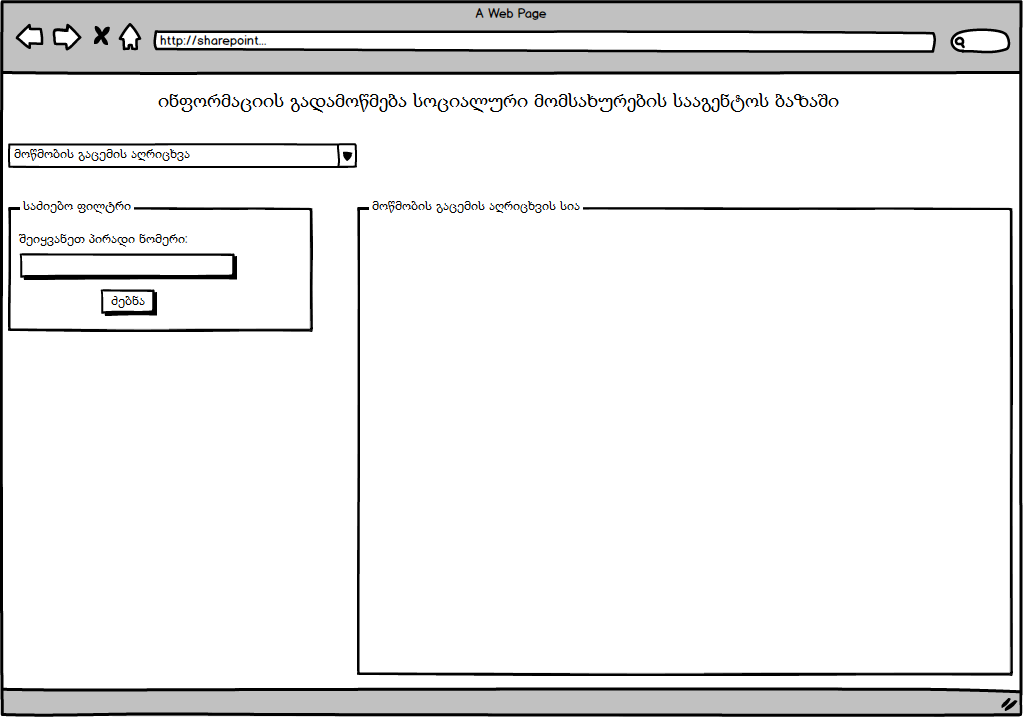 A Web Page
http://sharepoint...
ინფორმაციის გადამოწმება სოციალური მომსახურების სააგენტოს ბაზაში
მოწმობის გაცემის აღრიცხვა
საძიებო ფილტრი
მოწმობის გაცემის აღრიცხვის სია
შეიყვანეთ პირადი ნომერი:
ძებნა